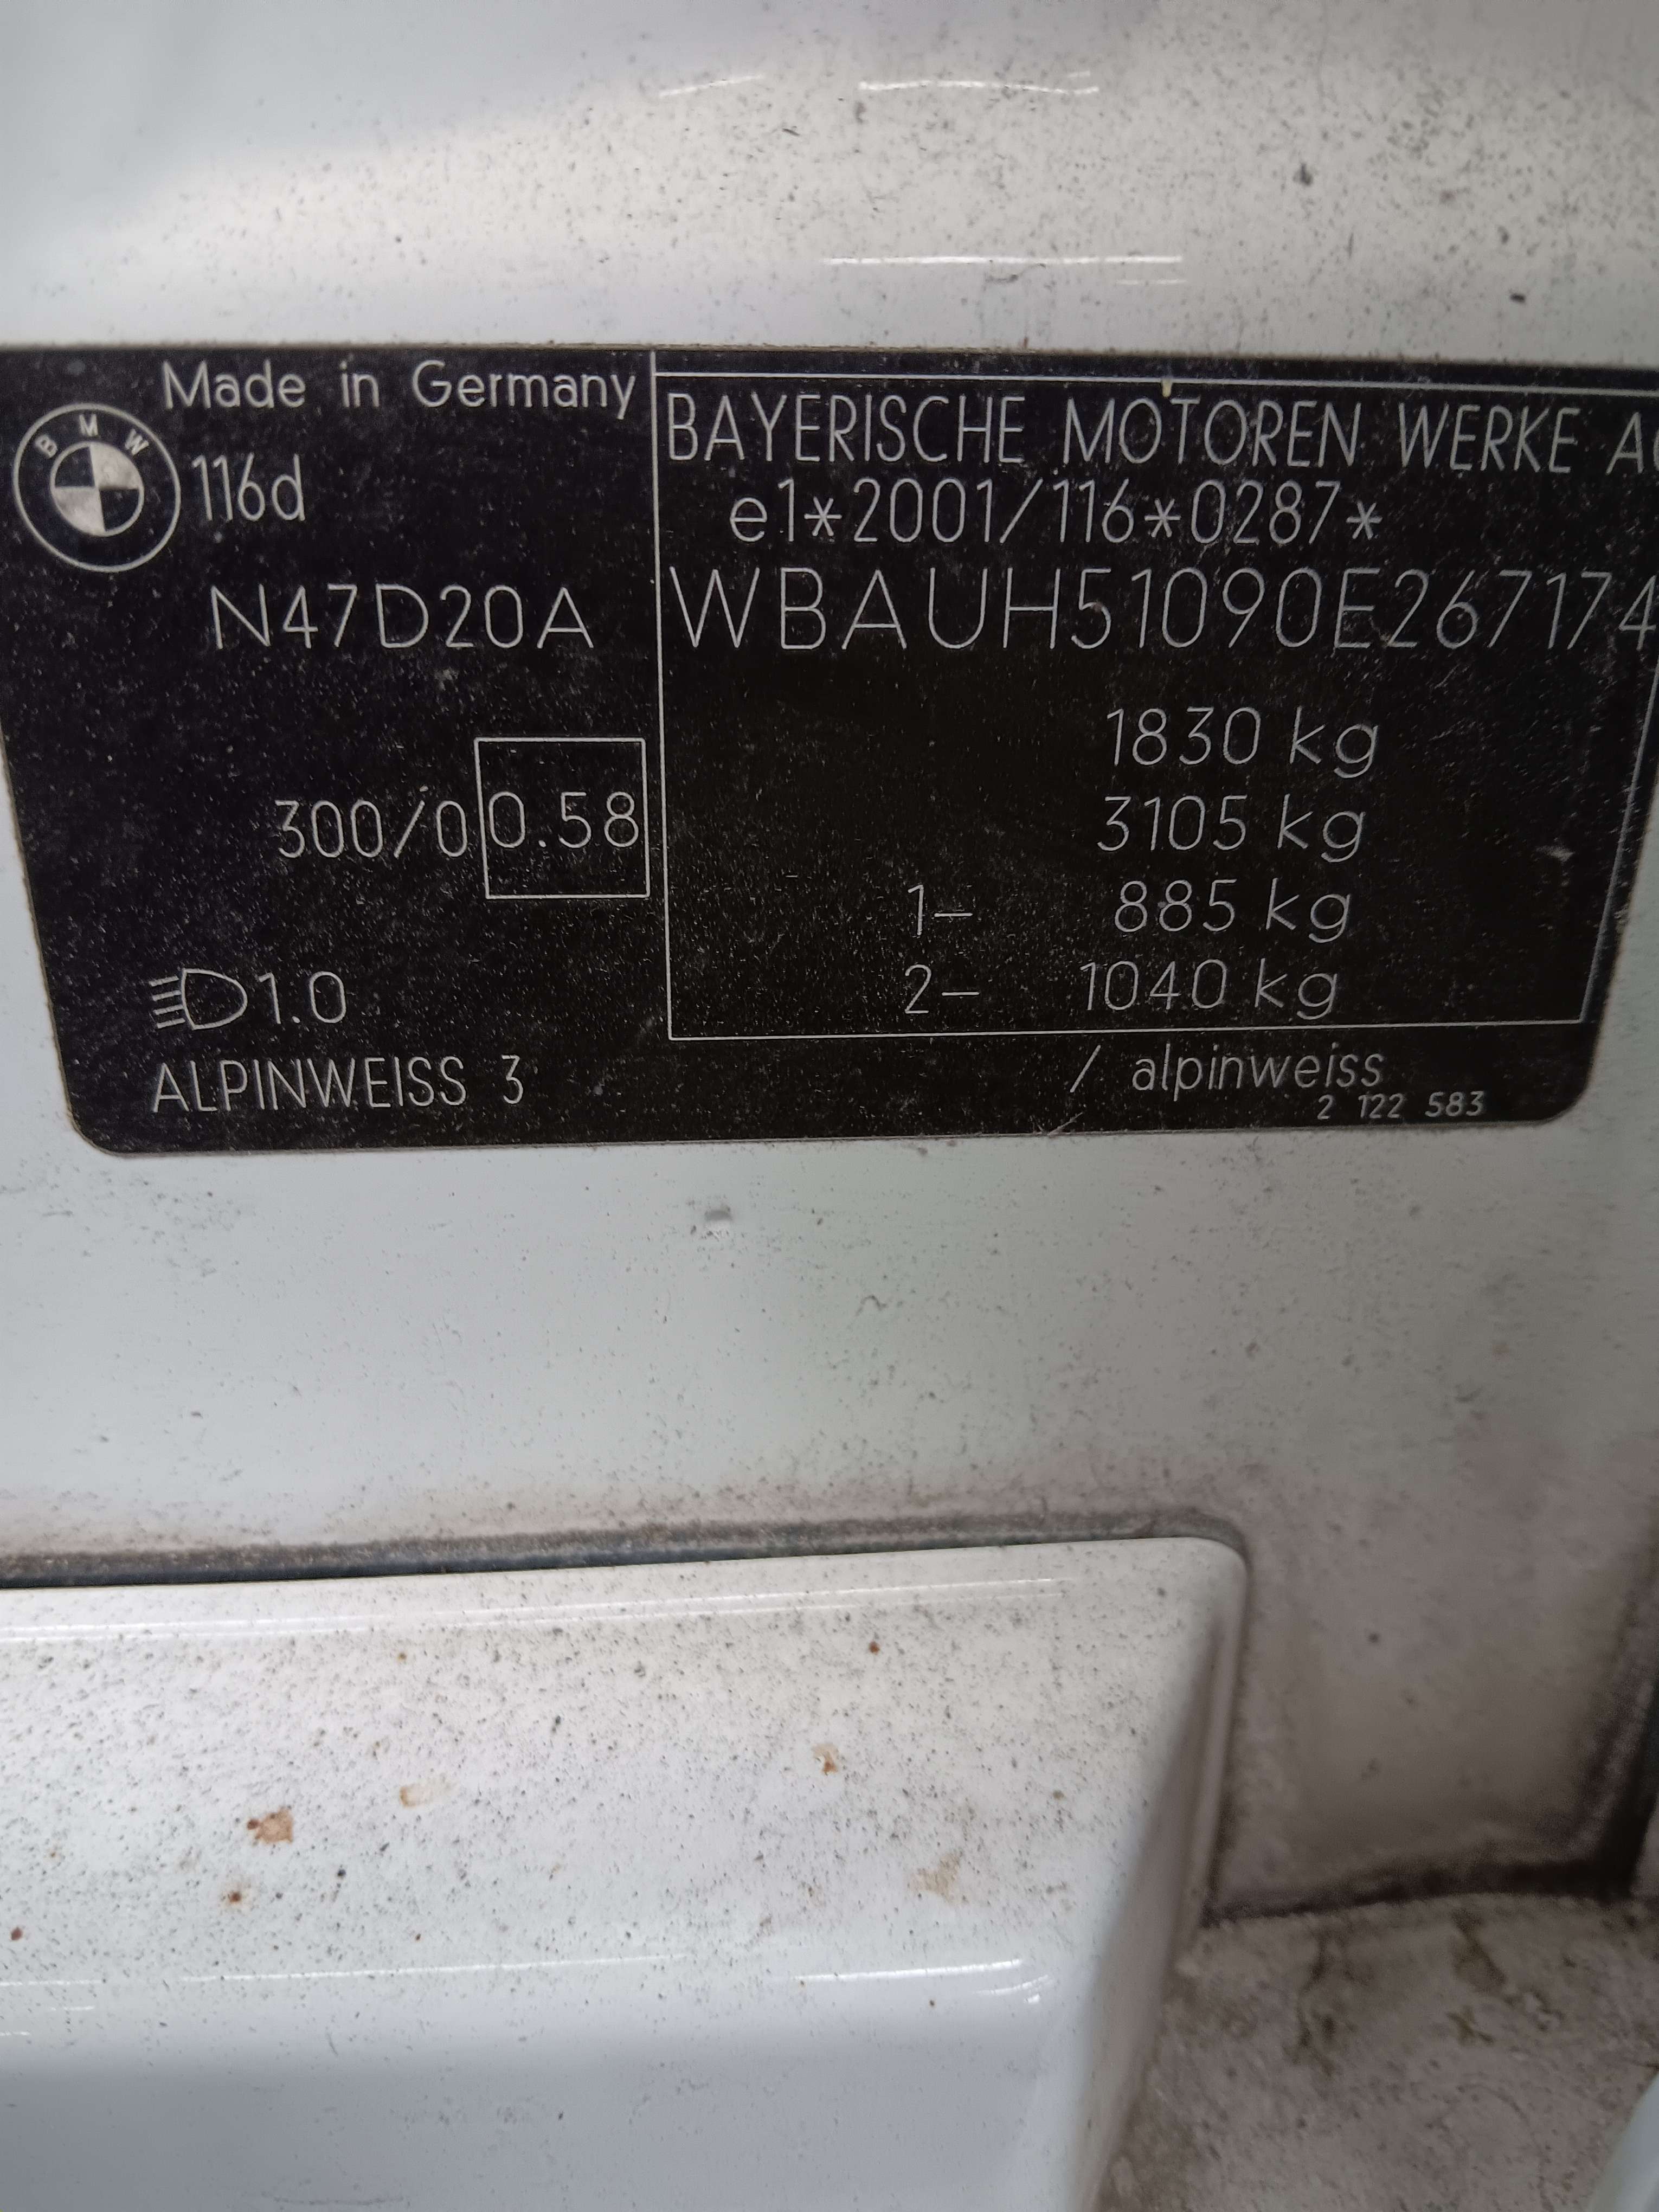 Made in Germany
BMW
116d
N47D20A
300/0 0.58
1.0
ALPINWEISS 3
BAYERISCHE MOTOREN WERKE AG
e1*2001/116*0287*
WBAUH51090E267174
1830 kg
3105 kg
1– 885 kg
2– 1040 kg
/ alpinweiss
2 122 583